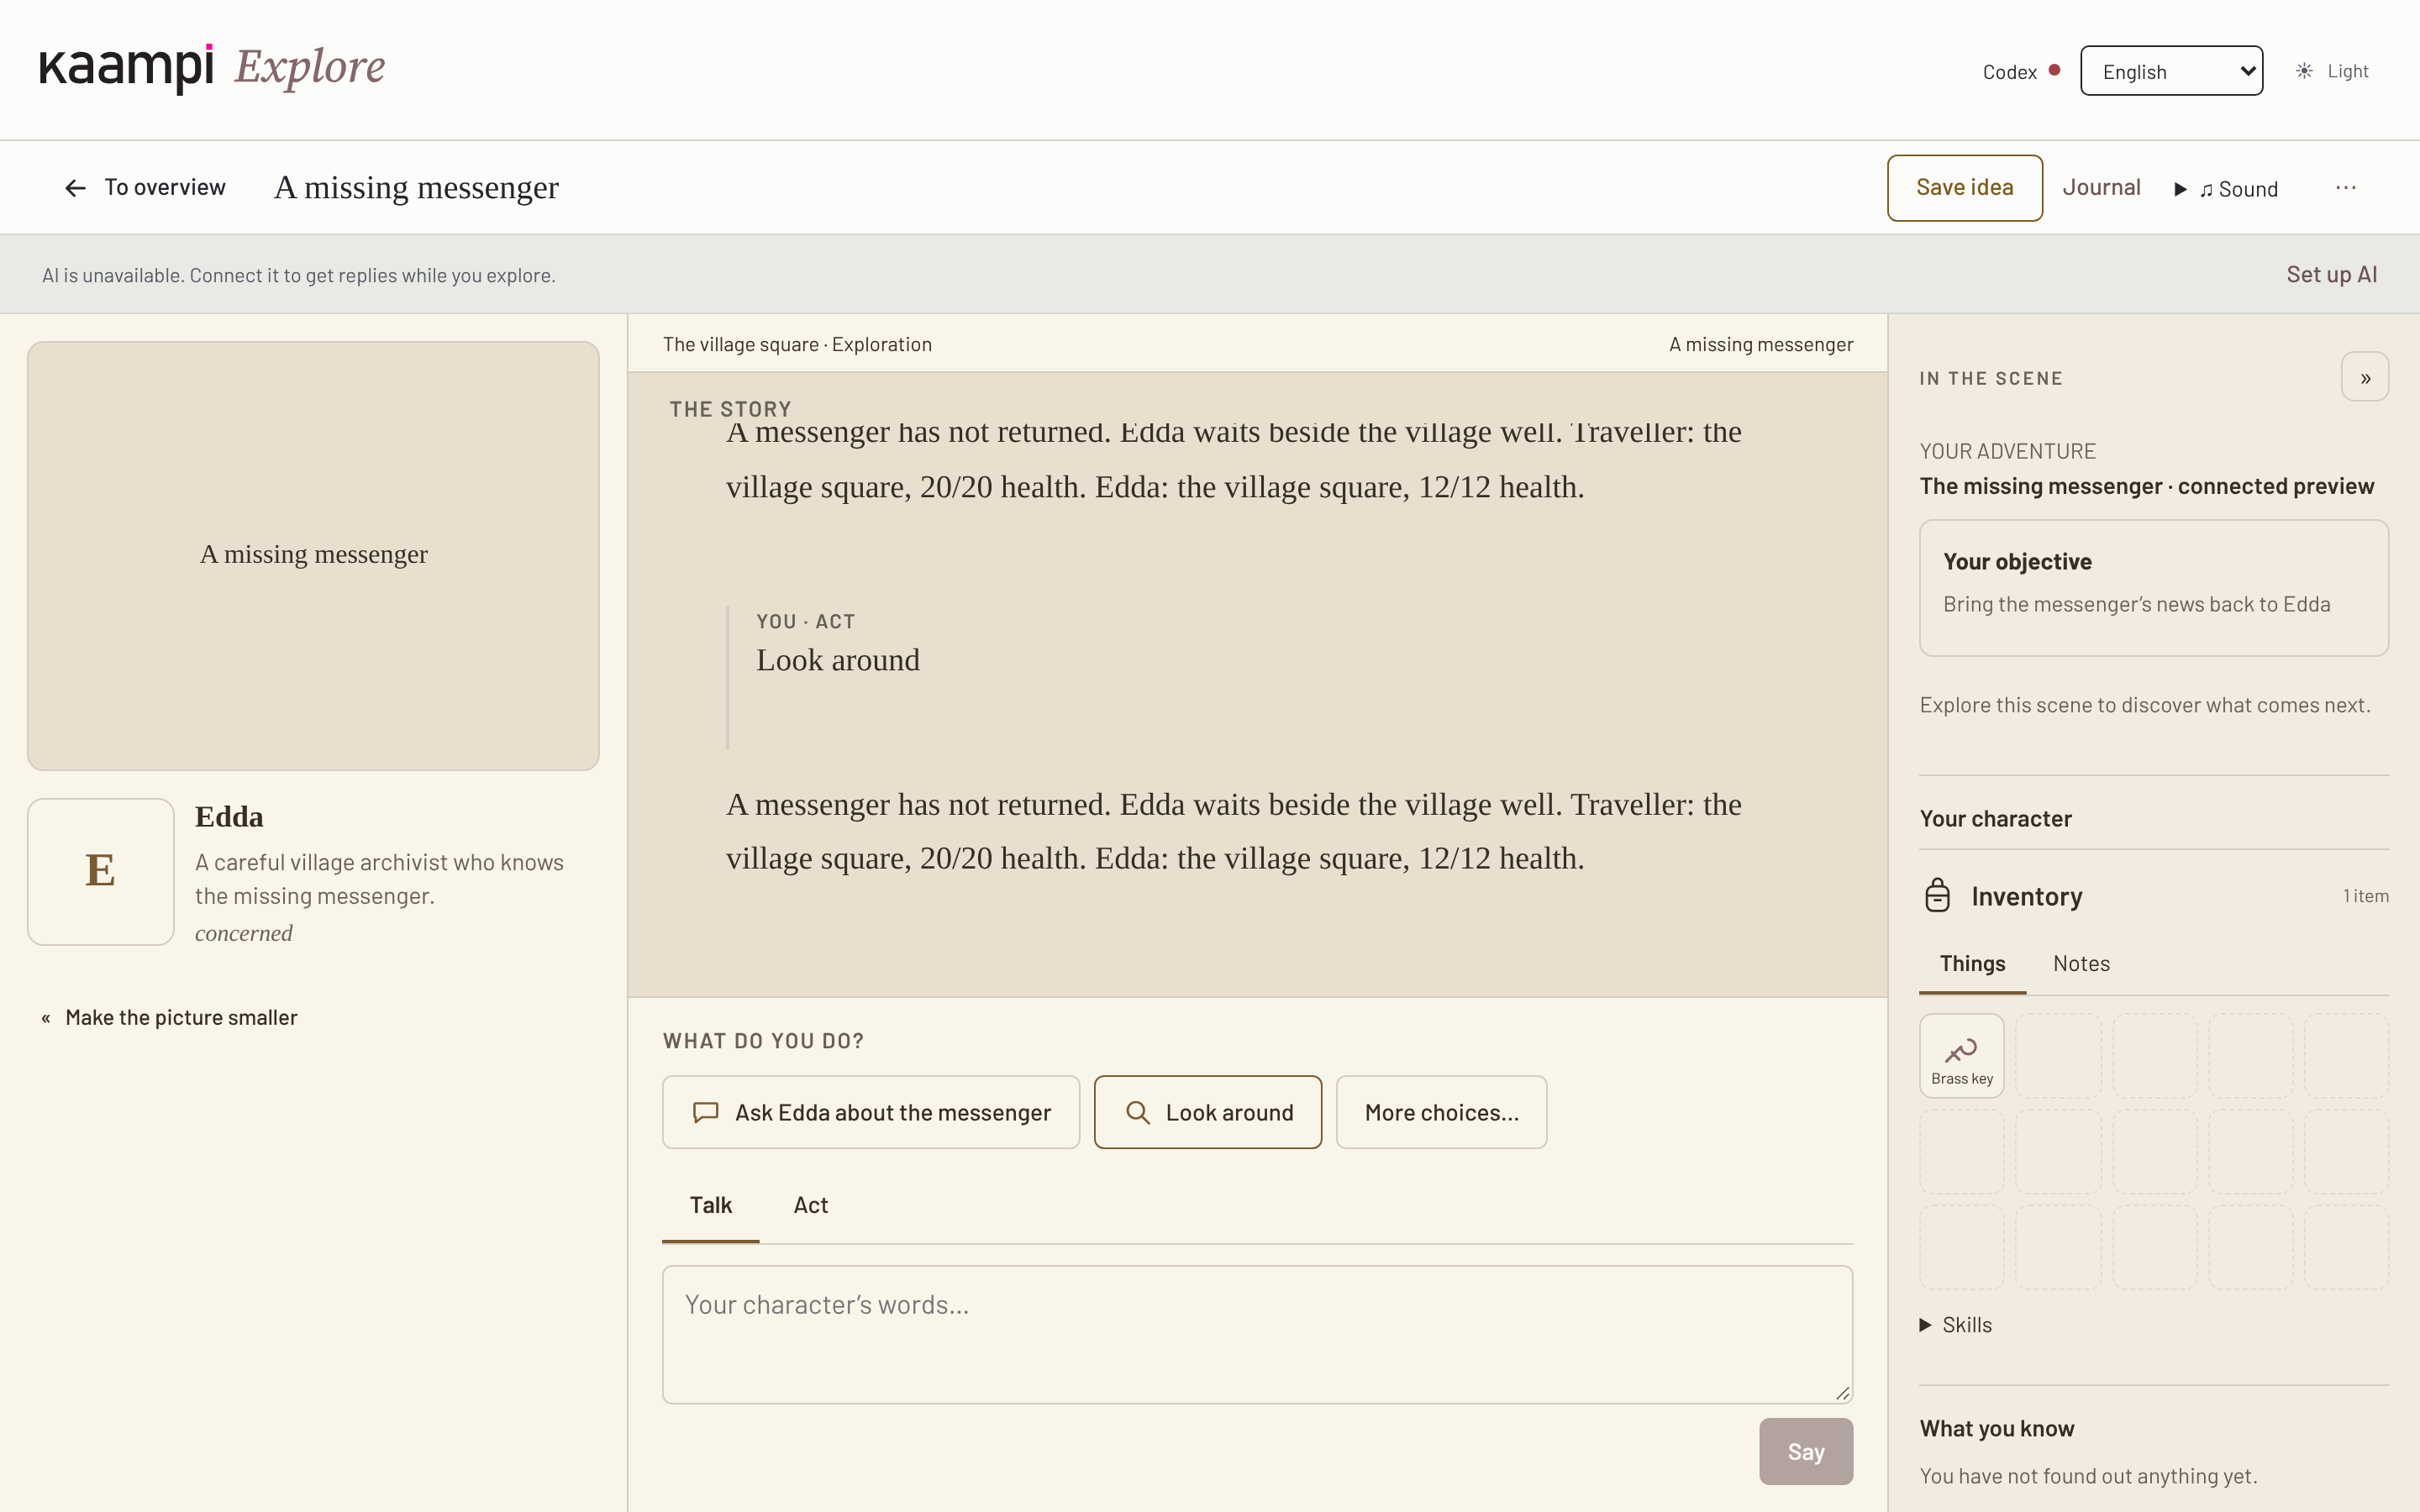 Kaampi Explore
Codex
English
☀ Light
← To overview
A missing messenger
Save idea
Journal
▶ ♫ Sound
···
AI is unavailable. Connect it to get replies while you explore.
Set up AI
A missing messenger
E
Edda
A careful village archivist who knows
the missing messenger.
concerned
« Make the picture smaller
The village square · Exploration
A missing messenger
THE STORY
A messenger has not returned. Edda waits beside the village well. Traveller: the
village square, 20/20 health. Edda: the village square, 12/12 health.
YOU · ACT
Look around
A messenger has not returned. Edda waits beside the village well. Traveller: the
village square, 20/20 health. Edda: the village square, 12/12 health.
WHAT DO YOU DO?
Ask Edda about the messenger
Look around
More choices...
Talk
Act
Your character’s words...
Say
IN THE SCENE
»
YOUR ADVENTURE
The missing messenger · connected preview
Your objective
Bring the messenger’s news back to Edda
Explore this scene to discover what comes next.
Your character
Inventory
1 item
Things
Notes
Brass key
▶ Skills
What you know
You have not found out anything yet.